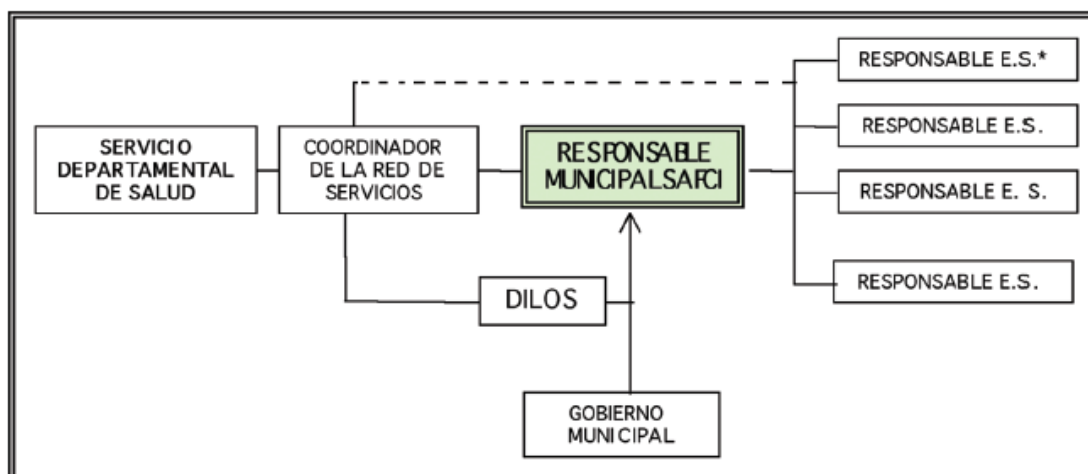 RESPONSABLE E.S.*
SERVICIO
DEPARTAMENTAL
DE SALUD
COORDINADOR
DE LA RED DE
SERVICIOS
RESPONSABLE
MUNICIPAL SAFCI
RESPONSABLE E.S.
RESPONSABLE E. S.
RESPONSABLE E.S.
DILOS
GOBIERNO
MUNICIPAL